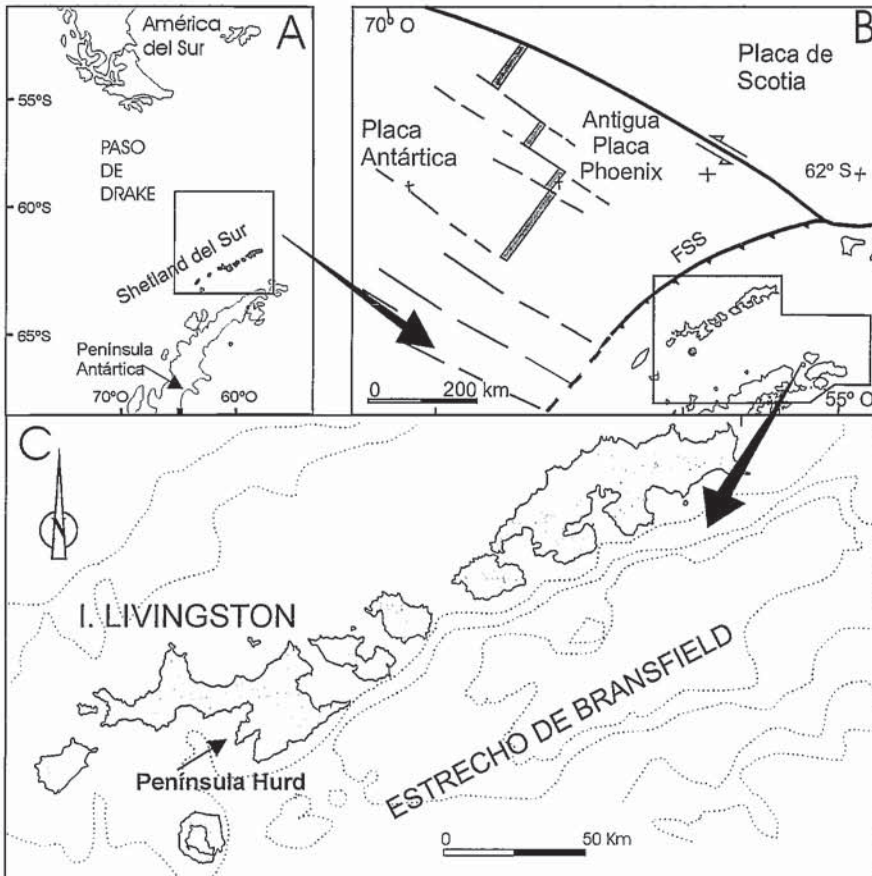 América
del Sur
A
55ºS
PASO
DE
DRAKE
60ºS
Shetland del Sur
65ºS
Península
Antártica
70ºO
60ºO
70º O
B
Placa de
Scotia
Placa
Antártica
Antigua
Placa
Phoenix
62º S
FSS
0 200 km
55º O
C
N
I. LIVINGSTON
ESTRECHO DE BRANSFIELD
Península Hurd
0 50 Km